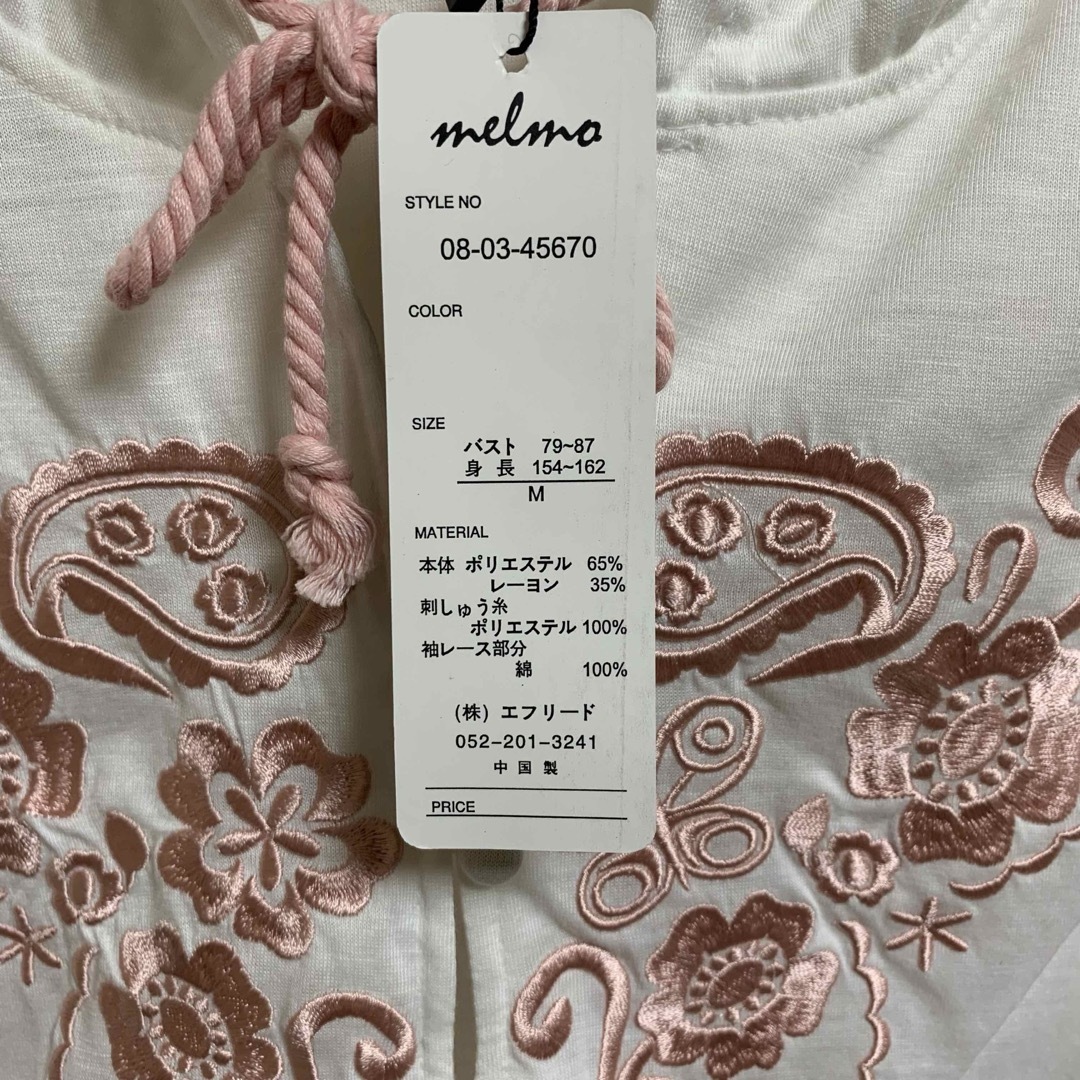 melmo
STYLE NO
08-03-45670
COLOR
SIZE
バスト 79~87
身 長 154~162
M
MATERIAL
本体 ポリエステル 65%
レーヨン 35%
刺しゅう糸
ポリエステル 100%
袖レース部分
綿 100%
(株) エフリード
052-201-3241
中 国 製
PRICE